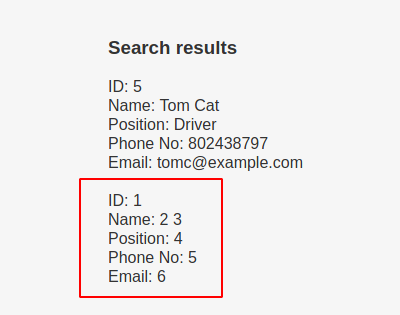 Search results
ID: 5
Name: Tom Cat
Position: Driver
Phone No: 802438797
Email: tomc@example.com
ID: 1
Name: 2 3
Position: 4
Phone No: 5
Email: 6